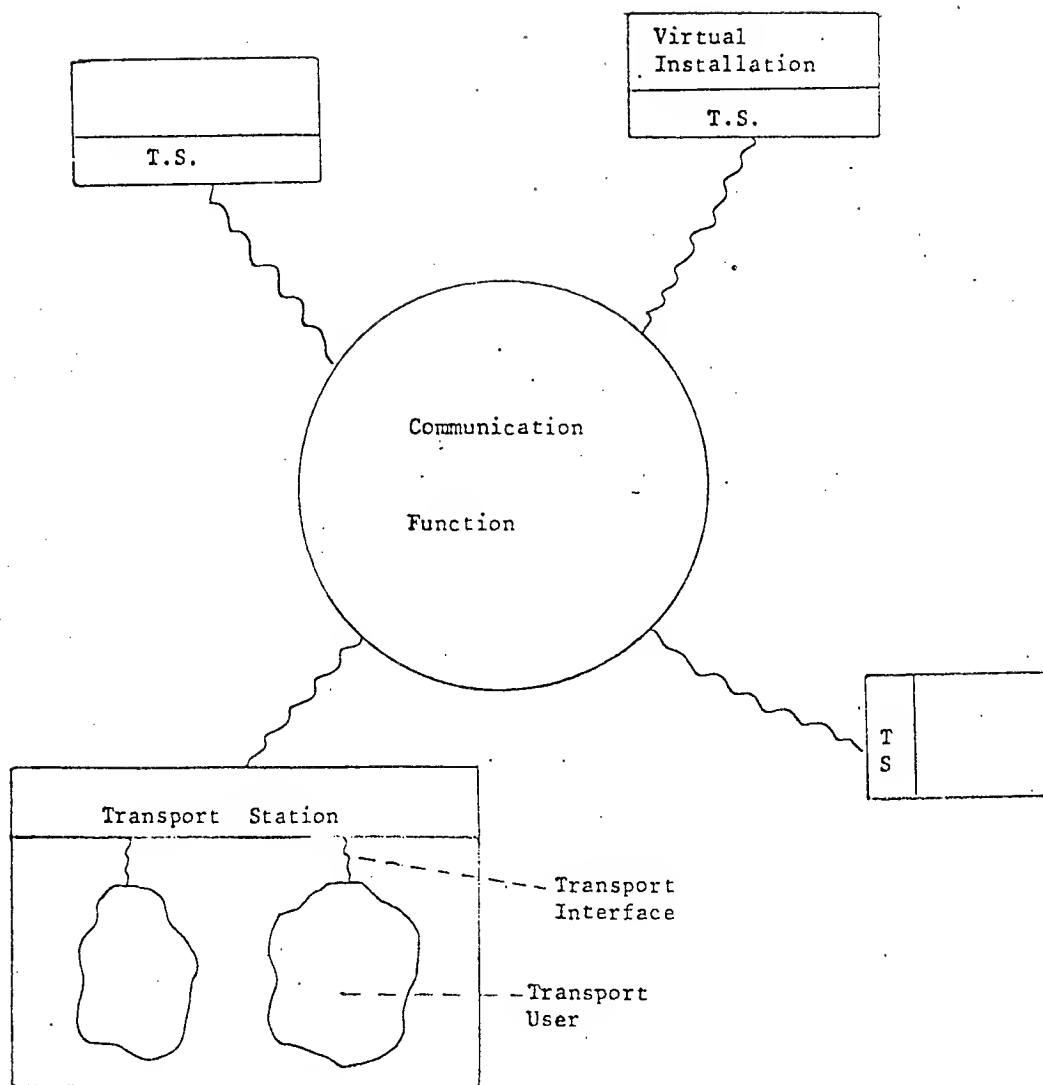 Virtual
Installation
T.S.
T.S.
Communication
Function
T
S
Transport Station
Transport
Interface
Transport
User